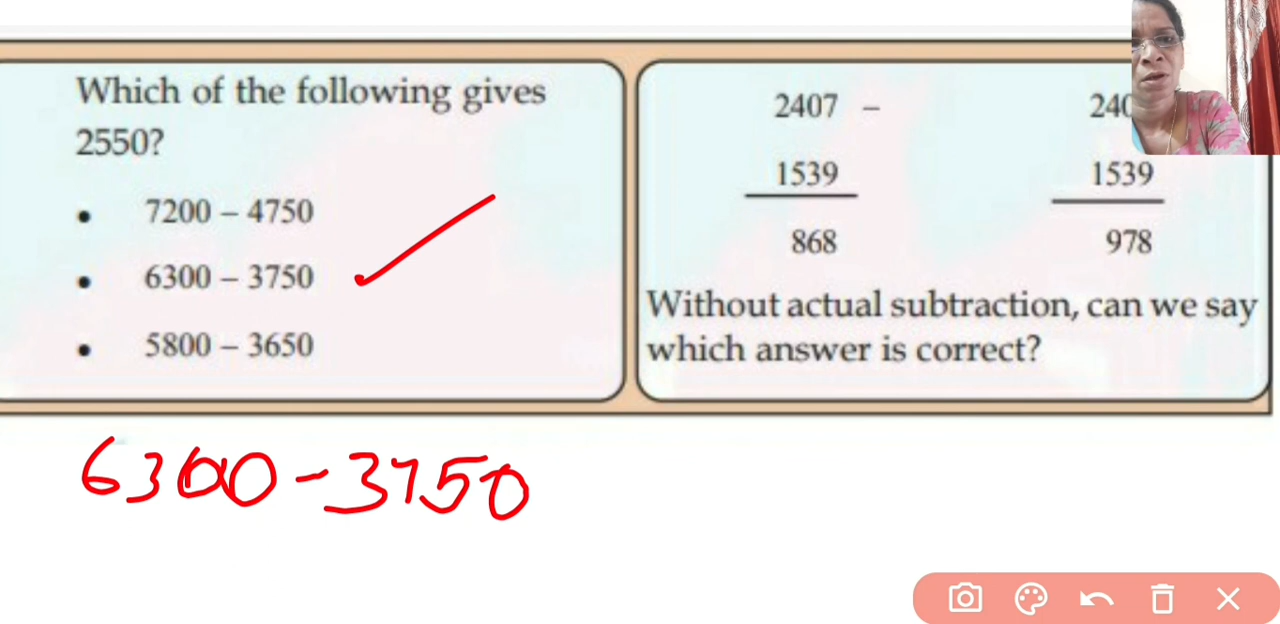 Which of the following gives
2550?
• 7200 – 4750
• 6300 – 3750
• 5800 – 3650
2407 –
1539
868
240
1539
978
Without actual subtraction, can we say
which answer is correct?
6300 - 3750